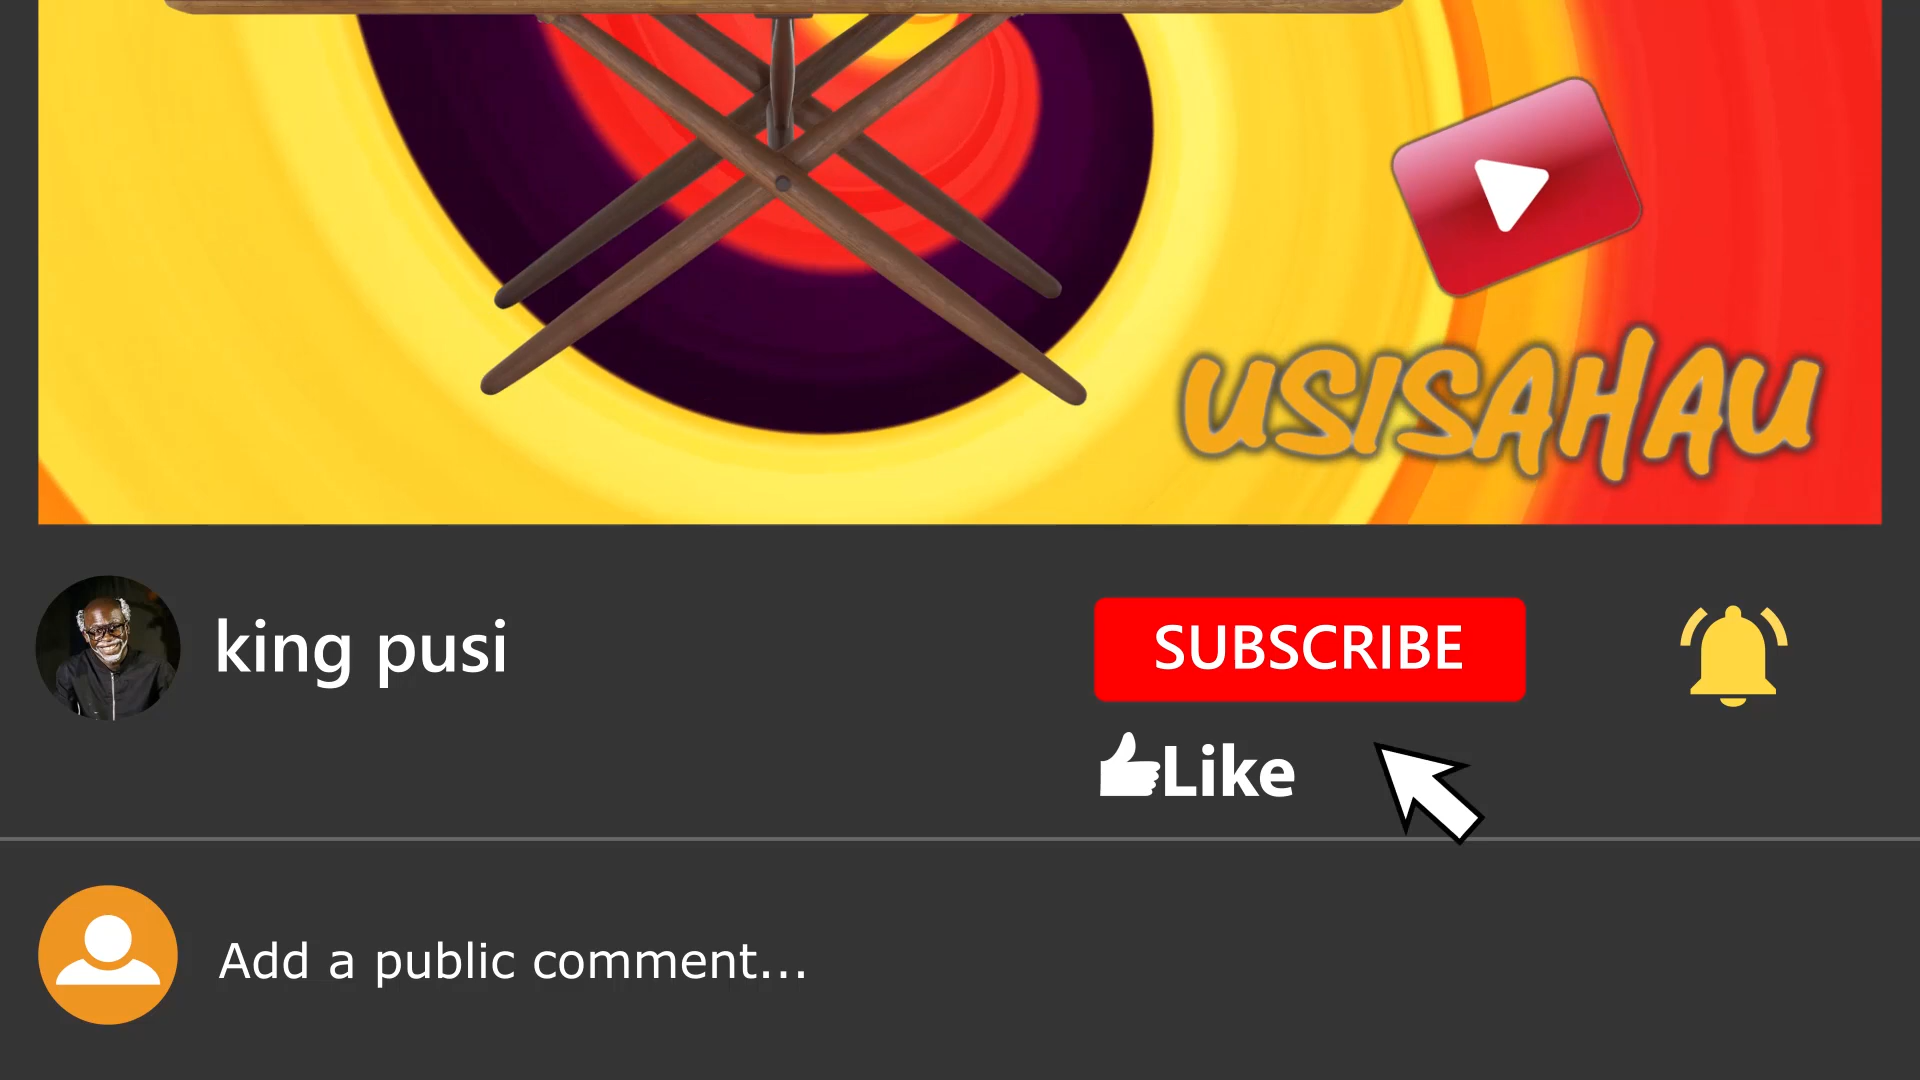 USISAHAU
king pusi
SUBSCRIBE
Like
Add a public comment...